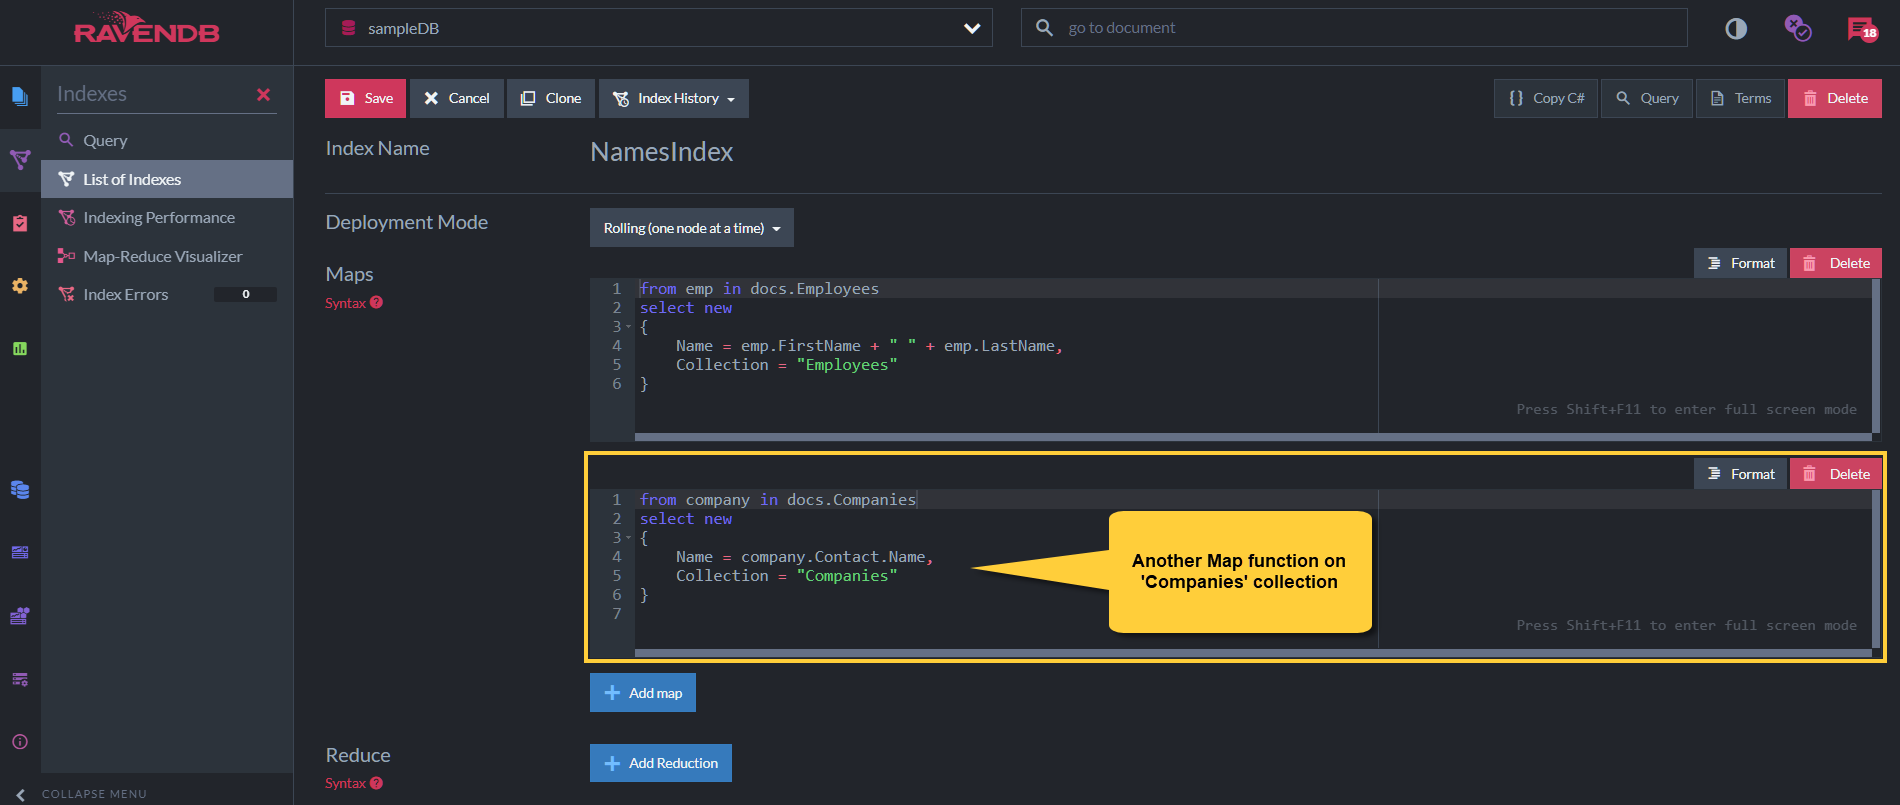 RAVENDB
sampleDB
go to document
18
Indexes
Query
List of Indexes
Indexing Performance
Map-Reduce Visualizer
Index Errors 0
COLLAPSE MENU
Save Cancel Clone Index History
{ } Copy C# Query Terms Delete
Index Name NamesIndex
Deployment Mode Rolling (one node at a time)
Maps
Syntax ?
Format Delete
1 from emp in docs.Employees
2 select new
3 {
4 Name = emp.FirstName + " " + emp.LastName,
5 Collection = "Employees"
6 }
Press Shift+F11 to enter full screen mode
Format Delete
1 from company in docs.Companies
2 select new
3 {
4 Name = company.Contact.Name,
5 Collection = "Companies"
6 }
7
Another Map function on
'Companies' collection
Press Shift+F11 to enter full screen mode
+ Add map
Reduce
Syntax ?
+ Add Reduction